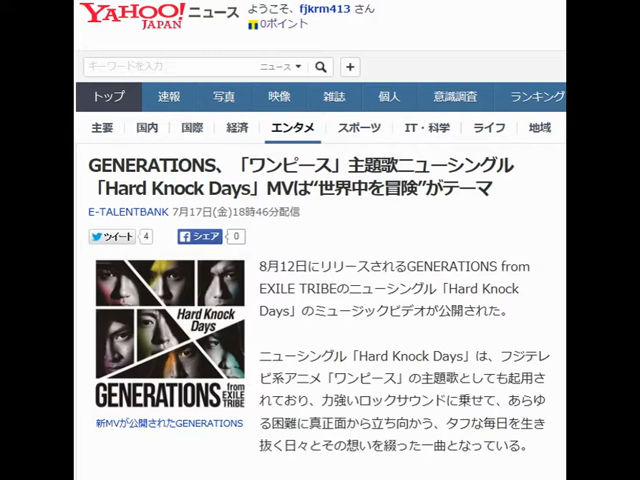 YAHOO! ニュース
JAPAN
ようこそ、fjkrm413 さん
0ポイント
キーワードを入力
ニュース
トップ 速報 写真 映像 雑誌 個人 意識調査 ランキング
主要 国内 国際 経済 エンタメ スポーツ IT・科学 ライフ 地域
GENERATIONS、「ワンピース」主題歌ニューシングル
「Hard Knock Days」MVは“世界中を冒険”がテーマ
E-TALENTBANK 7月17日(金)18時46分配信
ツイート 4 シェア 0
Hard Knock
Days
GENERATIONS from
EXILE TRIBE
新MVが公開されたGENERATIONS
8月12日にリリースされるGENERATIONS from
EXILE TRIBEのニューシングル「Hard Knock
Days」のミュージックビデオが公開された。
ニューシングル「Hard Knock Days」は、フジテレ
ビ系アニメ「ワンピース」の主題歌としても起用さ
れており、力強いロックサウンドに乗せて、あらゆ
る困難に真正面から立ち向かう、タフな毎日を生き
抜く日々とその想いを綴った一曲となっている。